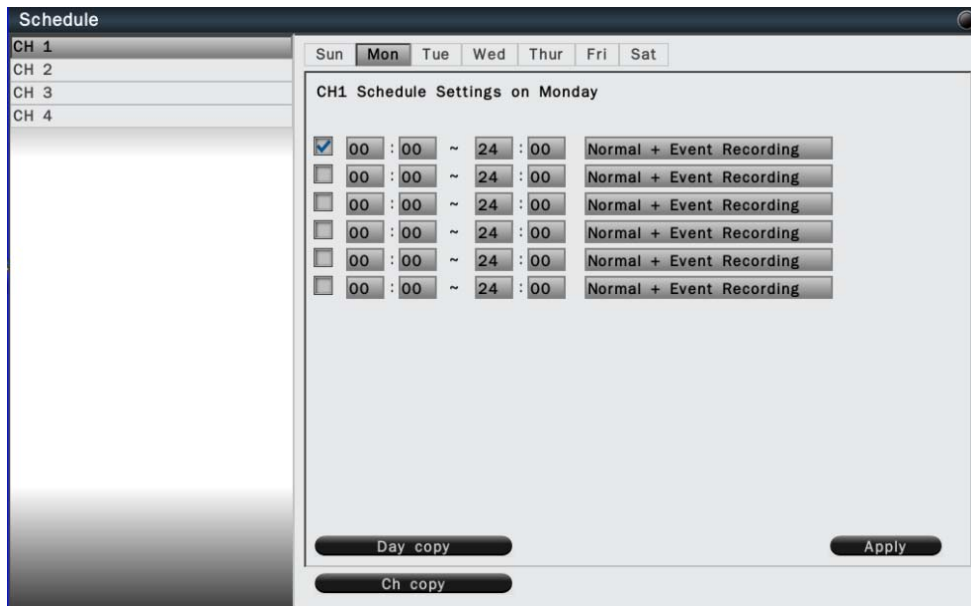 Schedule
CH 1
CH 2
CH 3
CH 4
Sun Mon Tue Wed Thur Fri Sat
CH1 Schedule Settings on Monday
00 : 00 ~ 24 : 00 Normal + Event Recording
00 : 00 ~ 24 : 00 Normal + Event Recording
00 : 00 ~ 24 : 00 Normal + Event Recording
00 : 00 ~ 24 : 00 Normal + Event Recording
00 : 00 ~ 24 : 00 Normal + Event Recording
00 : 00 ~ 24 : 00 Normal + Event Recording
Day copy Apply
Ch copy